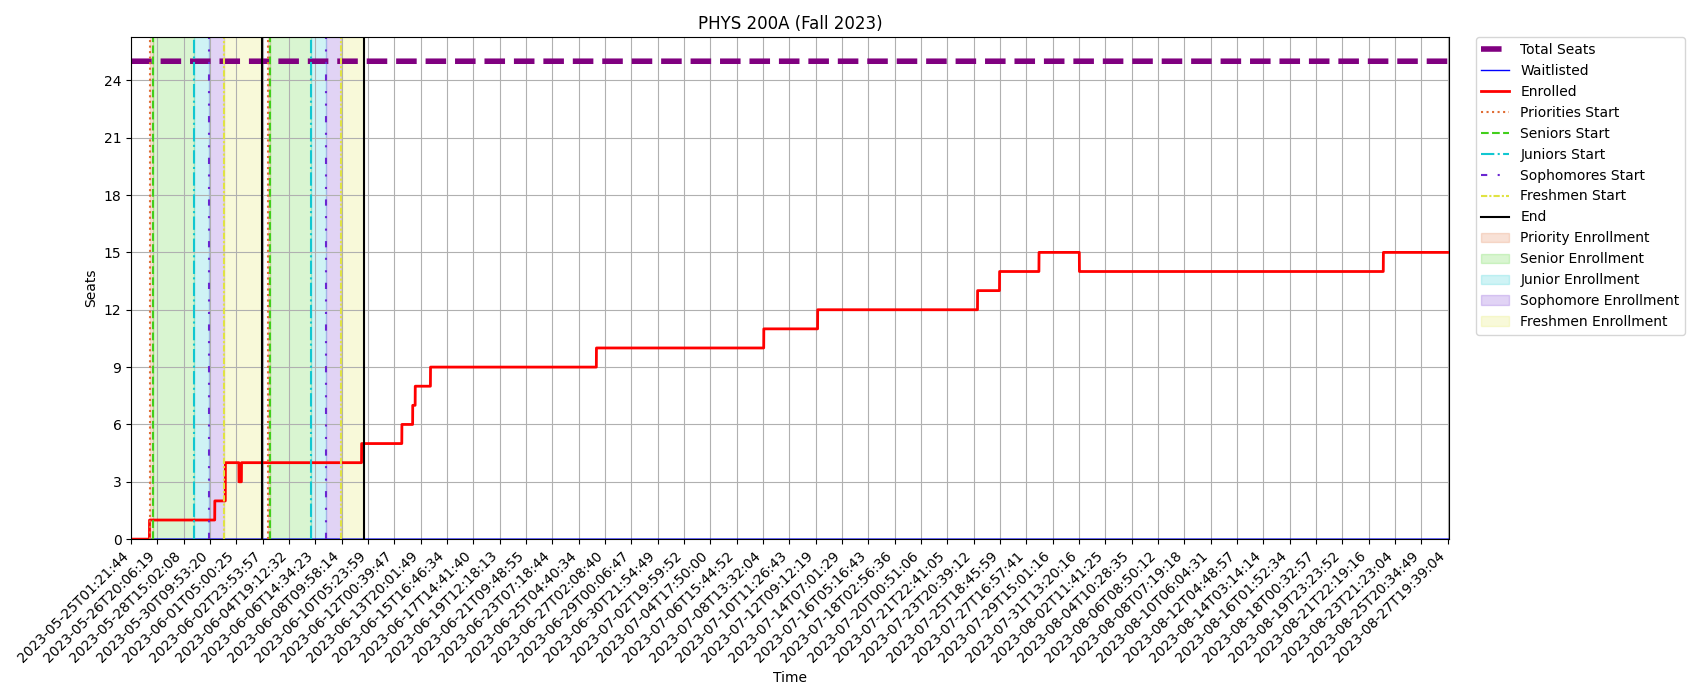 PHYS 200A (Fall 2023)
Seats
24
21
18
15
12
9
6
3
0
2023-05-25T01:21:44
2023-05-26T20:06:19
2023-05-28T15:02:08
2023-05-30T09:53:20
2023-06-01T05:00:25
2023-06-02T23:53:57
2023-06-04T19:12:32
2023-06-06T14:34:23
2023-06-08T09:58:14
2023-06-10T05:23:59
2023-06-12T00:39:47
2023-06-13T20:01:49
2023-06-15T16:46:34
2023-06-17T14:41:40
2023-06-19T12:18:13
2023-06-21T09:48:55
2023-06-23T07:18:44
2023-06-25T04:40:34
2023-06-27T02:08:40
2023-06-29T00:06:47
2023-06-30T21:54:49
2023-07-02T19:59:52
2023-07-04T17:50:00
2023-07-06T15:44:52
2023-07-08T13:32:04
2023-07-10T11:26:43
2023-07-12T09:12:19
2023-07-14T07:01:29
2023-07-16T05:16:43
2023-07-18T02:56:36
2023-07-20T00:51:06
2023-07-21T22:41:05
2023-07-23T20:39:12
2023-07-25T18:45:59
2023-07-27T16:57:41
2023-07-29T15:01:16
2023-07-31T13:20:16
2023-08-02T11:41:25
2023-08-04T10:28:35
2023-08-06T08:50:12
2023-08-08T07:19:18
2023-08-10T06:04:31
2023-08-12T04:48:57
2023-08-14T03:14:14
2023-08-16T01:52:34
2023-08-18T00:32:57
2023-08-19T23:23:52
2023-08-21T22:19:16
2023-08-23T21:23:04
2023-08-25T20:34:49
2023-08-27T19:39:04
Time
Total Seats
Waitlisted
Enrolled
Priorities Start
Seniors Start
Juniors Start
Sophomores Start
Freshmen Start
End
Priority Enrollment
Senior Enrollment
Junior Enrollment
Sophomore Enrollment
Freshmen Enrollment